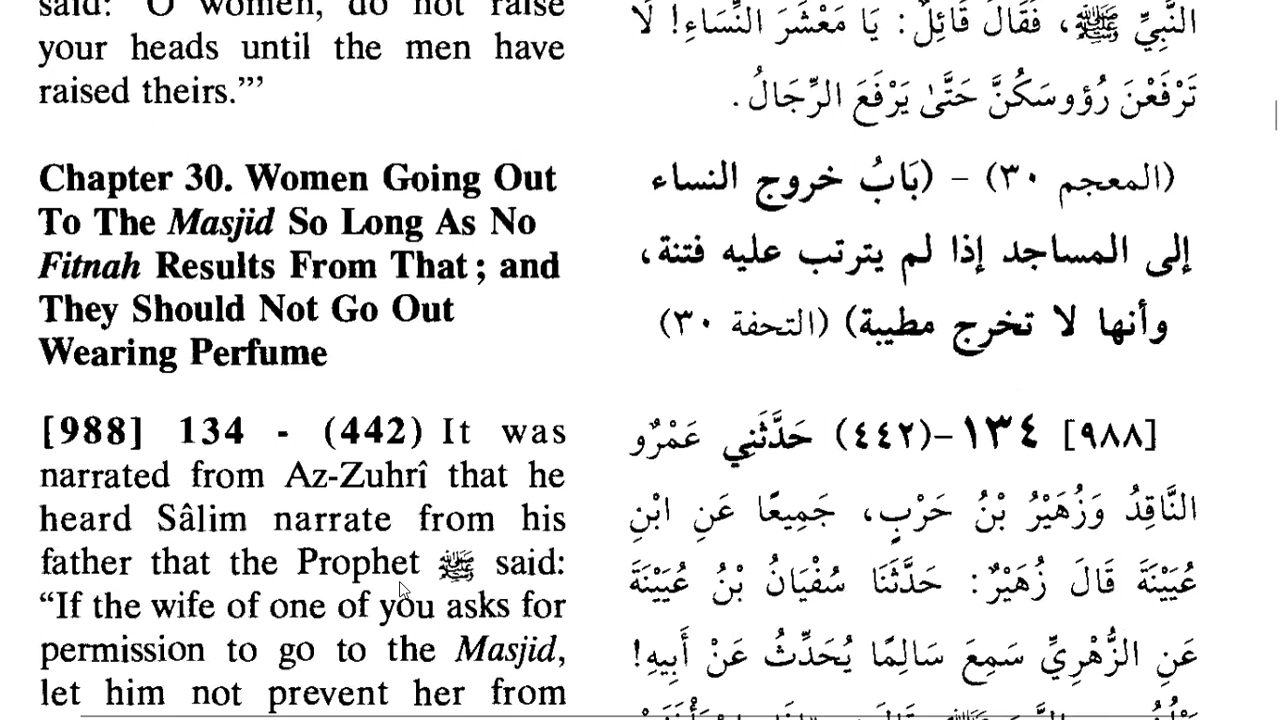 said: "O women, do not raise
your heads until the men have
raised theirs."'
Chapter 30. Women Going Out
To The Masjid So Long As No
Fitnah Results From That; and
They Should Not Go Out
Wearing Perfume
[988] 134 - (442) It was
narrated from Az-Zuhrî that he
heard Sâlim narrate from his
father that the Prophet ﷺ said:
"If the wife of one of you asks for
permission to go to the Masjid,
let him not prevent her from
النَّبِيِّ ﷺ، فَقَالَ قَائِلٌ: يَا مَعْشَرَ النِّسَاءِ! لَا
تَرْفَعْنَ رُؤوسَكُنَّ حَتَّىٰ يَرْفَعَ الرِّجَالُ.
(المعجم ٣٠) - (بَابُ خروج النساء
إلى المساجد إذا لم يترتب عليه فتنة،
وأنها لا تخرج مطيبة) (التحفة ٣٠)
[٩٨٨] ١٣٤-(٤٤٢) حَدَّثَنِي عَمْرٌو
النَّاقِدُ وَزُهَيْرُ بْنُ حَرْبٍ، جَمِيعًا عَنِ ابْنِ
عُيَيْنَةَ قَالَ زُهَيْرٌ: حَدَّثَنَا سُفْيَانُ بْنُ عُيَيْنَةَ
عَنِ الزُّهْرِيِّ سَمِعَ سَالِمًا يُحَدِّثُ عَنْ أَبِيهِ!